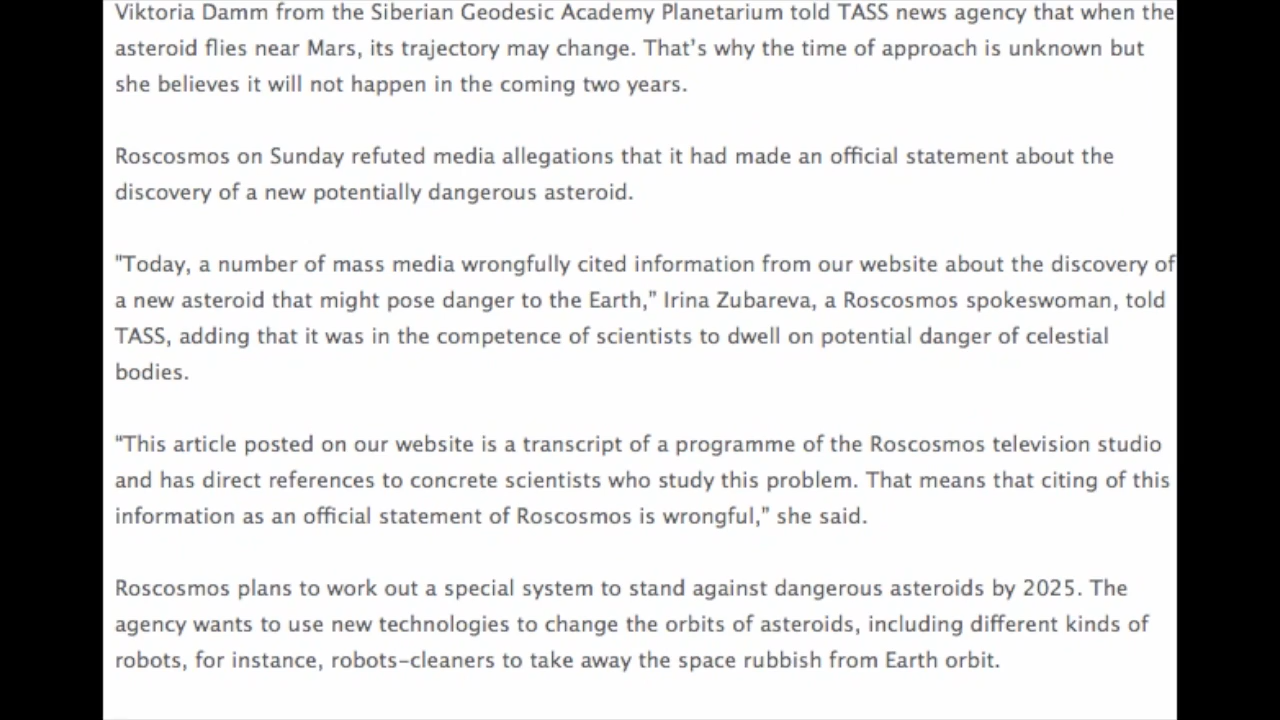 Viktoria Damm from the Siberian Geodesic Academy Planetarium told TASS news agency that when the
asteroid flies near Mars, its trajectory may change. That’s why the time of approach is unknown but
she believes it will not happen in the coming two years.
Roscosmos on Sunday refuted media allegations that it had made an official statement about the
discovery of a new potentially dangerous asteroid.
"Today, a number of mass media wrongfully cited information from our website about the discovery of
a new asteroid that might pose danger to the Earth,” Irina Zubareva, a Roscosmos spokeswoman, told
TASS, adding that it was in the competence of scientists to dwell on potential danger of celestial
bodies.
“This article posted on our website is a transcript of a programme of the Roscosmos television studio
and has direct references to concrete scientists who study this problem. That means that citing of this
information as an official statement of Roscosmos is wrongful,” she said.
Roscosmos plans to work out a special system to stand against dangerous asteroids by 2025. The
agency wants to use new technologies to change the orbits of asteroids, including different kinds of
robots, for instance, robots-cleaners to take away the space rubbish from Earth orbit.